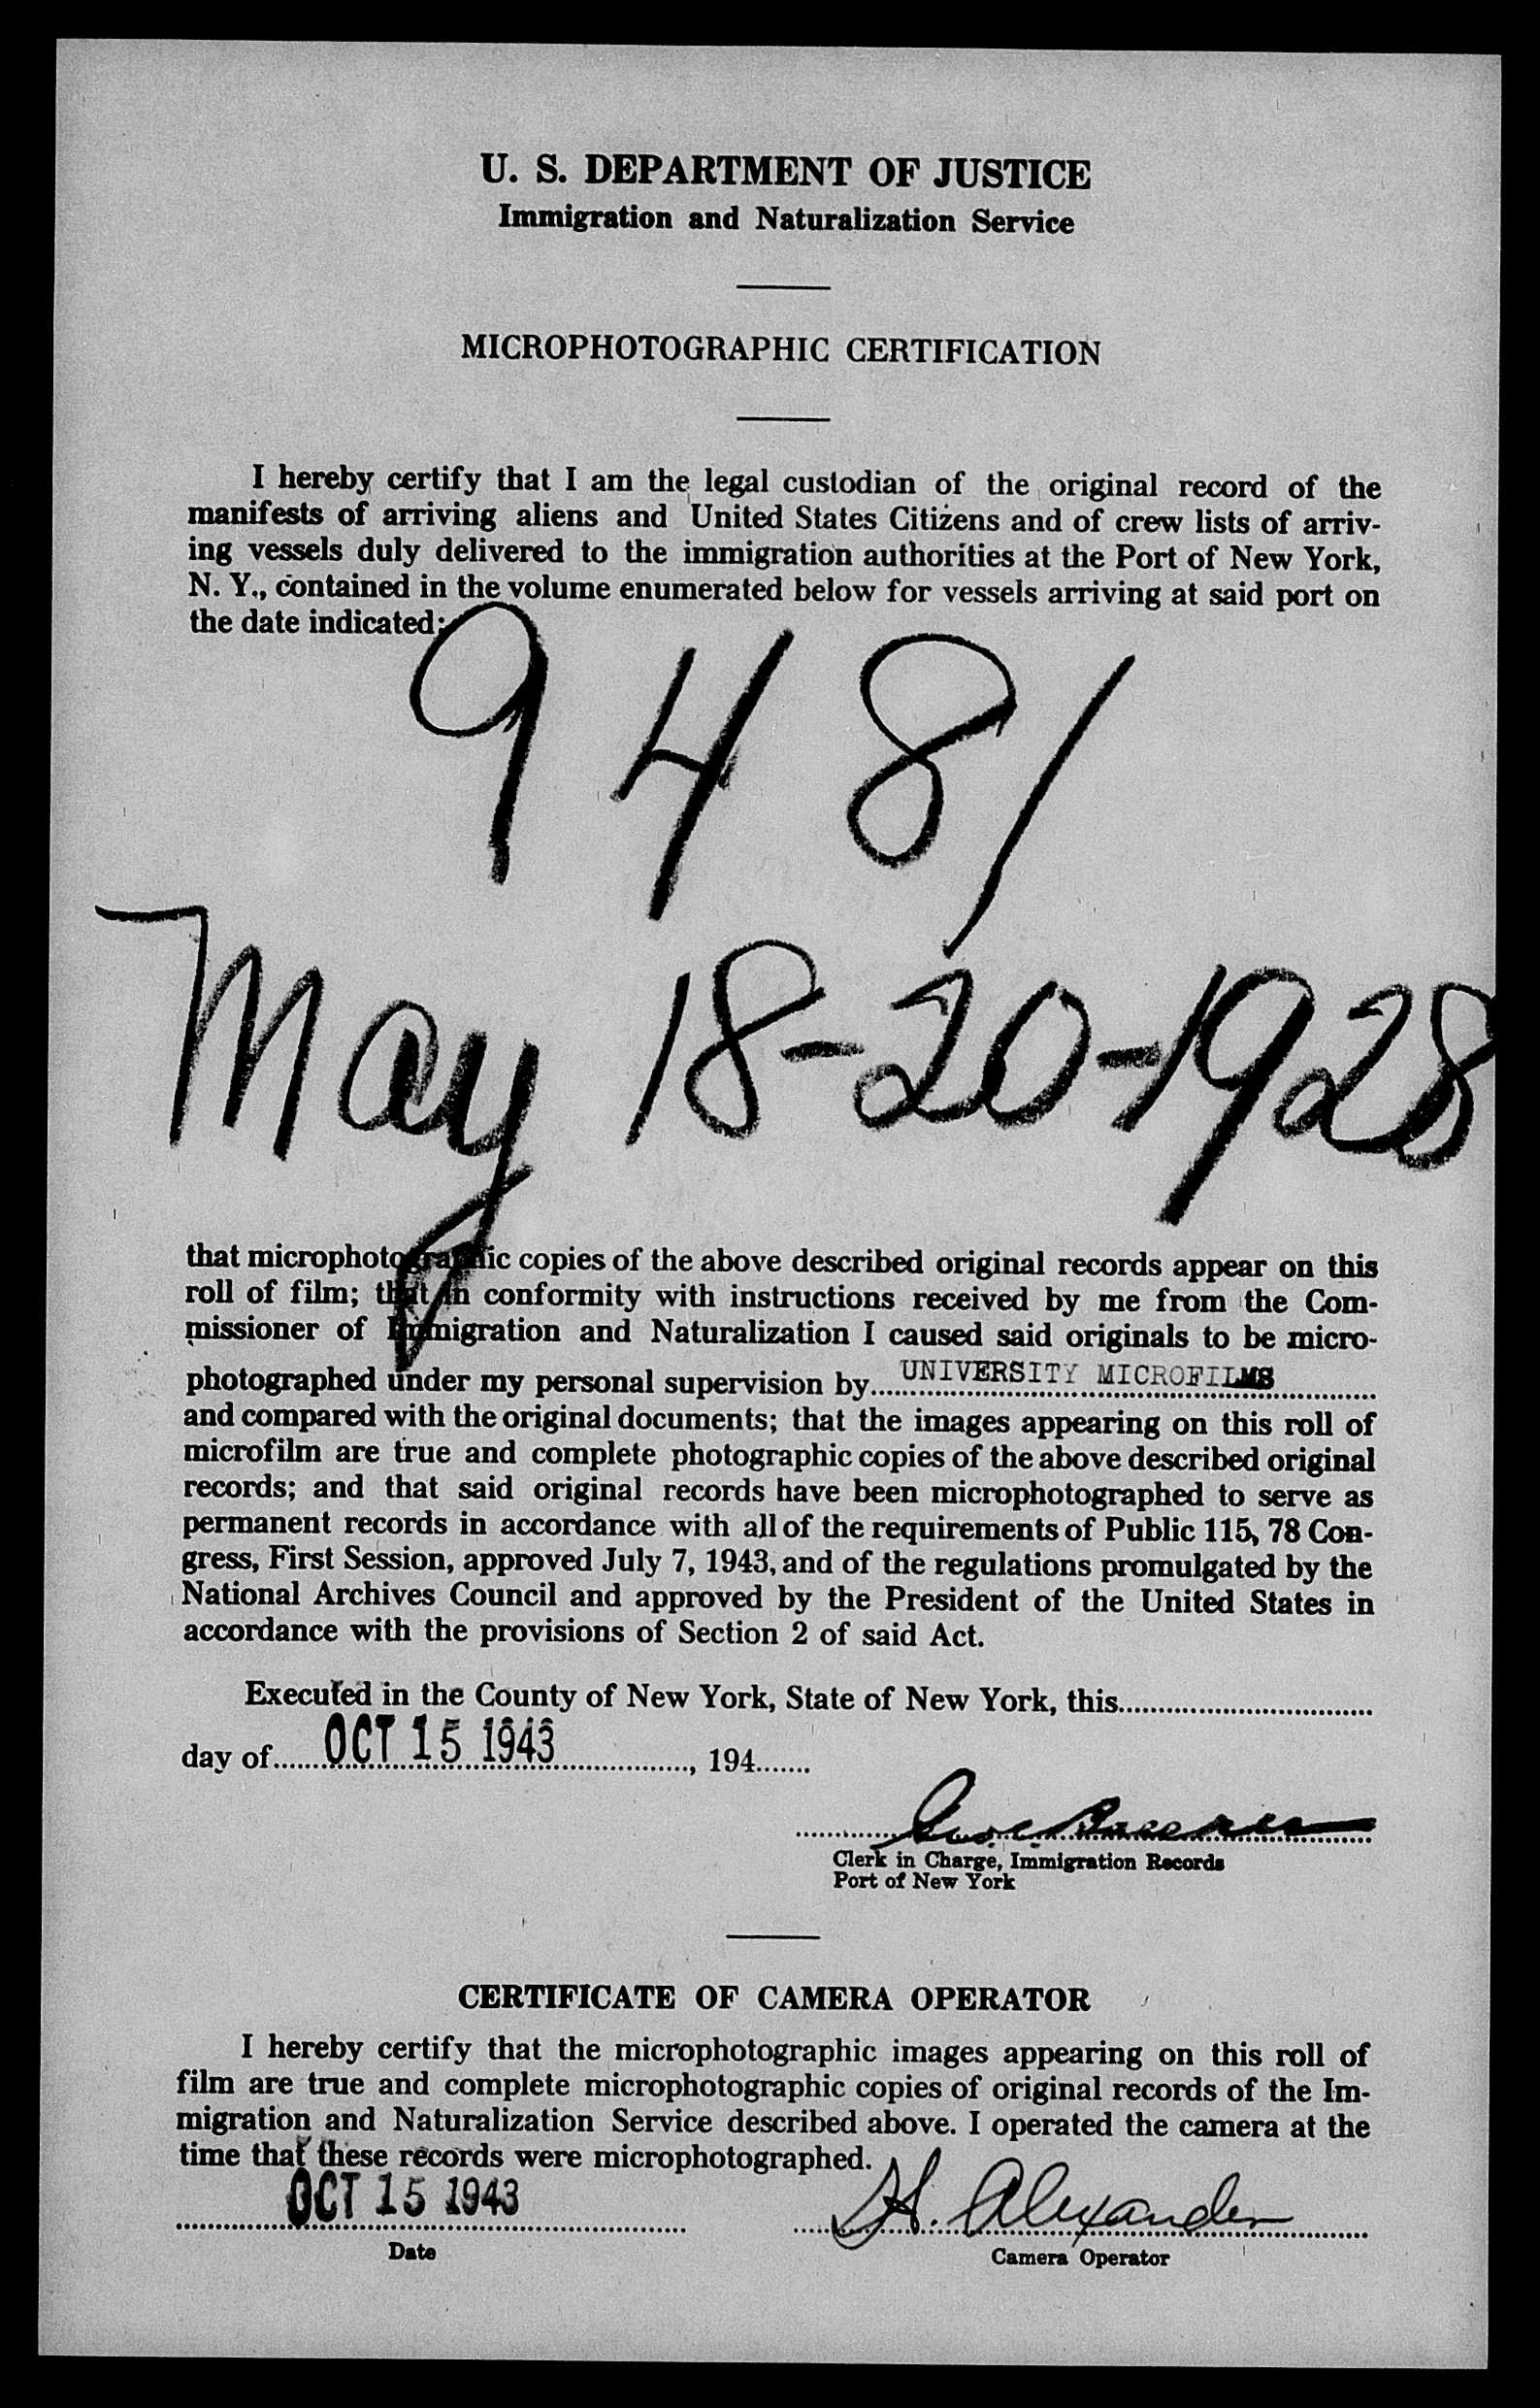 U. S. DEPARTMENT OF JUSTICE
Immigration and Naturalization Service
MICROPHOTOGRAPHIC CERTIFICATION
I hereby certify that I am the legal custodian of the original record of the
manifests of arriving aliens and United States Citizens and of crew lists of arriv-
ing vessels duly delivered to the immigration authorities at the Port of New York,
N. Y., contained in the volume enumerated below for vessels arriving at said port on
the date indicated:
9481
May 18-20-1928
that microphotographic copies of the above described original records appear on this
roll of film; that in conformity with instructions received by me from the Com-
missioner of Immigration and Naturalization I caused said originals to be micro-
photographed under my personal supervision by UNIVERSITY MICROFILMS
and compared with the original documents; that the images appearing on this roll of
microfilm are true and complete photographic copies of the above described original
records; and that said original records have been microphotographed to serve as
permanent records in accordance with all of the requirements of Public 115, 78 Con-
gress, First Session, approved July 7, 1943, and of the regulations promulgated by the
National Archives Council and approved by the President of the United States in
accordance with the provisions of Section 2 of said Act.
Executed in the County of New York, State of New York, this
day of OCT 15 1943, 194
Clerk in Charge, Immigration Records
Port of New York
CERTIFICATE OF CAMERA OPERATOR
I hereby certify that the microphotographic images appearing on this roll of
film are true and complete microphotographic copies of original records of the Im-
migration and Naturalization Service described above. I operated the camera at the
time that these records were microphotographed.
OCT 15 1943 H. Alexander
Date Camera Operator